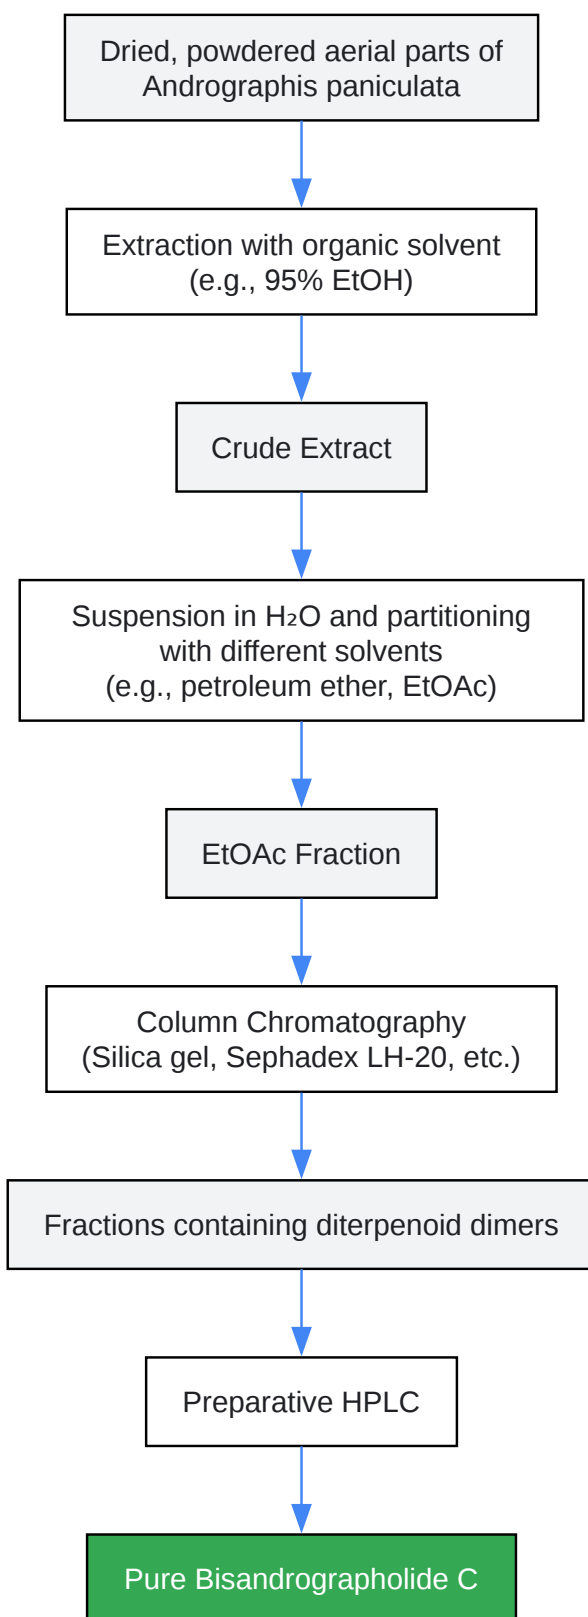 Dried, powdered aerial parts of
Andrographis paniculata
Extraction with organic solvent
(e.g., 95% EtOH)
Crude Extract
Suspension in H₂O and partitioning
with different solvents
(e.g., petroleum ether, EtOAc)
EtOAc Fraction
Column Chromatography
(Silica gel, Sephadex LH-20, etc.)
Fractions containing diterpenoid dimers
Preparative HPLC
Pure Bisandrographolide C